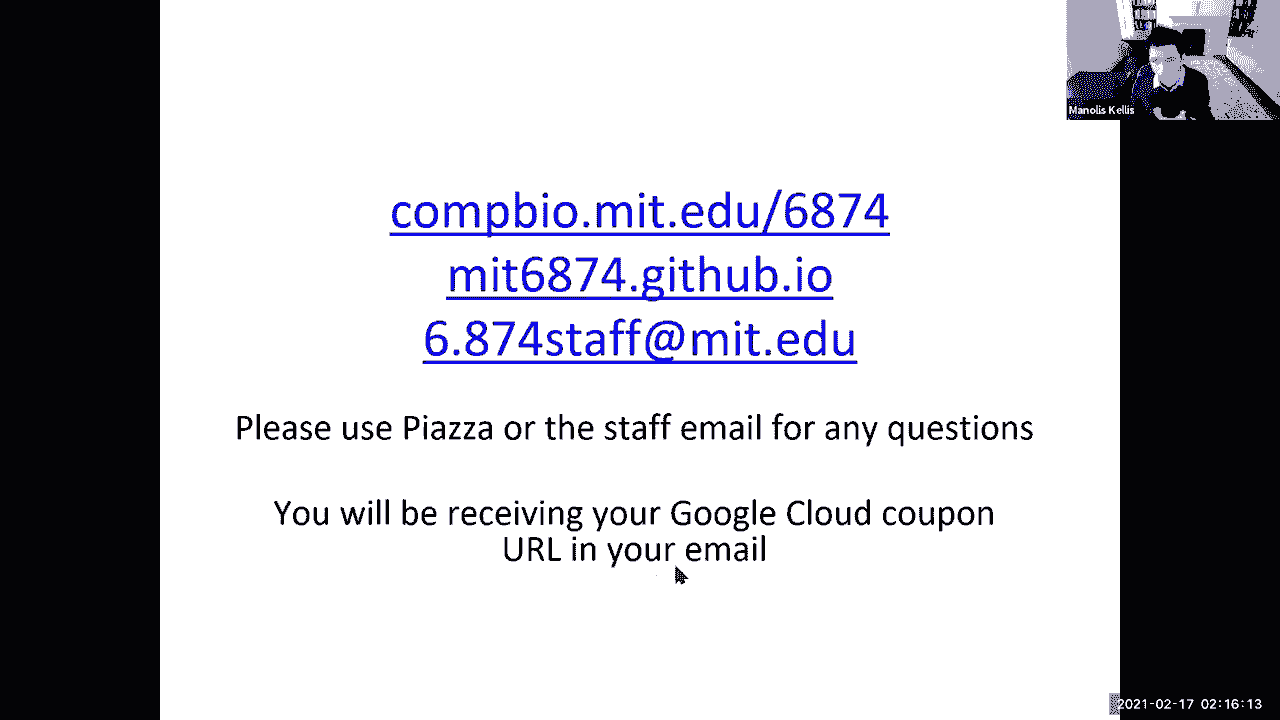 Manolis Kellis
compbio.mit.edu/6874
mit6874.github.io
6.874staff@mit.edu
Please use Piazza or the staff email for any questions
You will be receiving your Google Cloud coupon
URL in your email
2021-02-17 02:16:13